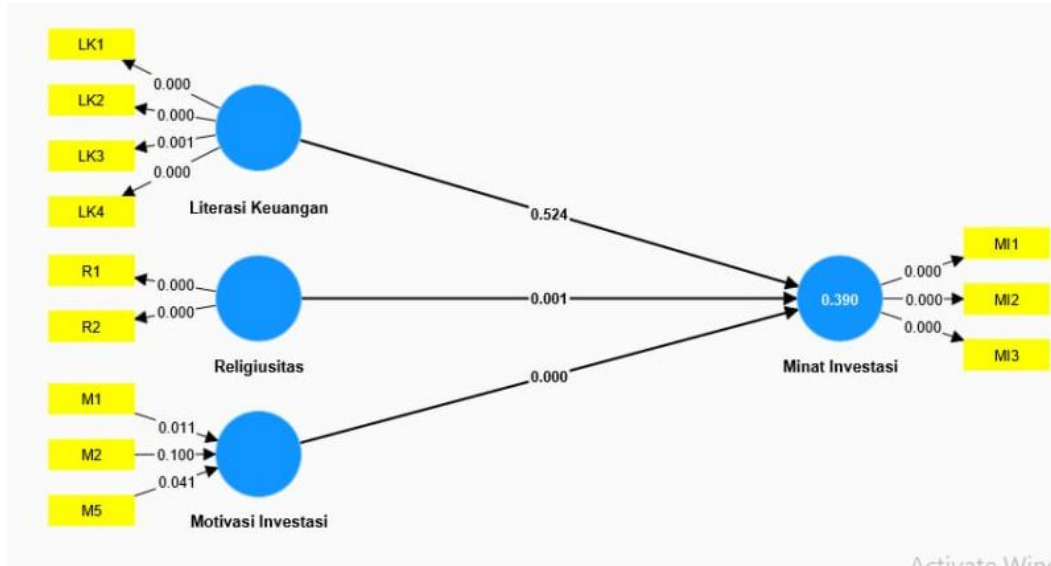 LK1
0.000
LK2
0.000
0.001
LK3
0.000
LK4
Literasi Keuangan
0.524
R1
0.000
0.000
R2
Religiusitas
0.001
M1
0.011
M2
0.100
0.041
M5
Motivasi Investasi
0.000
0.390
Minat Investasi
MI1
0.000
0.000
MI2
0.000
MI3
Activate